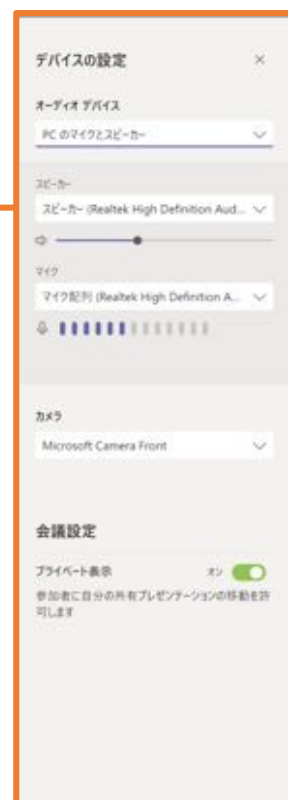 デバイスの設定
オーディオ デバイス
PC のマイクとスピーカー
スピーカー
スピーカー (Realtek High Definition Aud...
マイク
マイク配列 (Realtek High Definition A...
カメラ
Microsoft Camera Front
会議設定
プライベート表示 オン
参加者に自分の共有プレゼンテーションの移動を許
可します